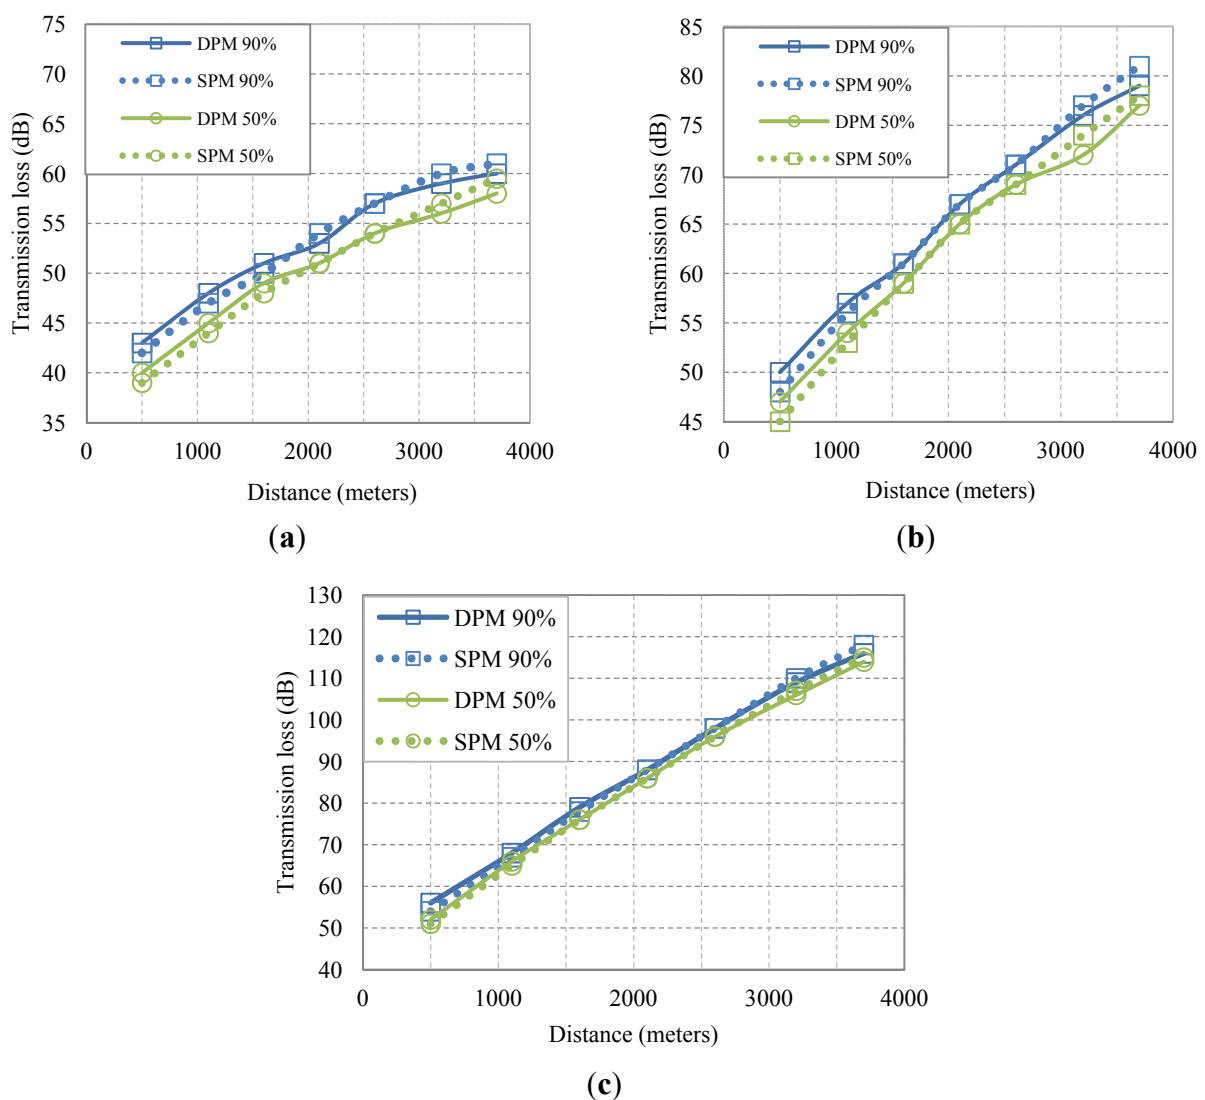 75
70
65
60
55
50
45
40
35
Transmission loss (dB)
DPM 90%
SPM 90%
DPM 50%
SPM 50%
0 1000 2000 3000 4000
Distance (meters)
(a)
85
80
75
70
65
60
55
50
45
Transmission loss (dB)
DPM 90%
SPM 90%
DPM 50%
SPM 50%
0 1000 2000 3000 4000
Distance (meters)
(b)
130
120
110
100
90
80
70
60
50
40
Transmission loss (dB)
DPM 90%
SPM 90%
DPM 50%
SPM 50%
0 1000 2000 3000 4000
Distance (meters)
(c)